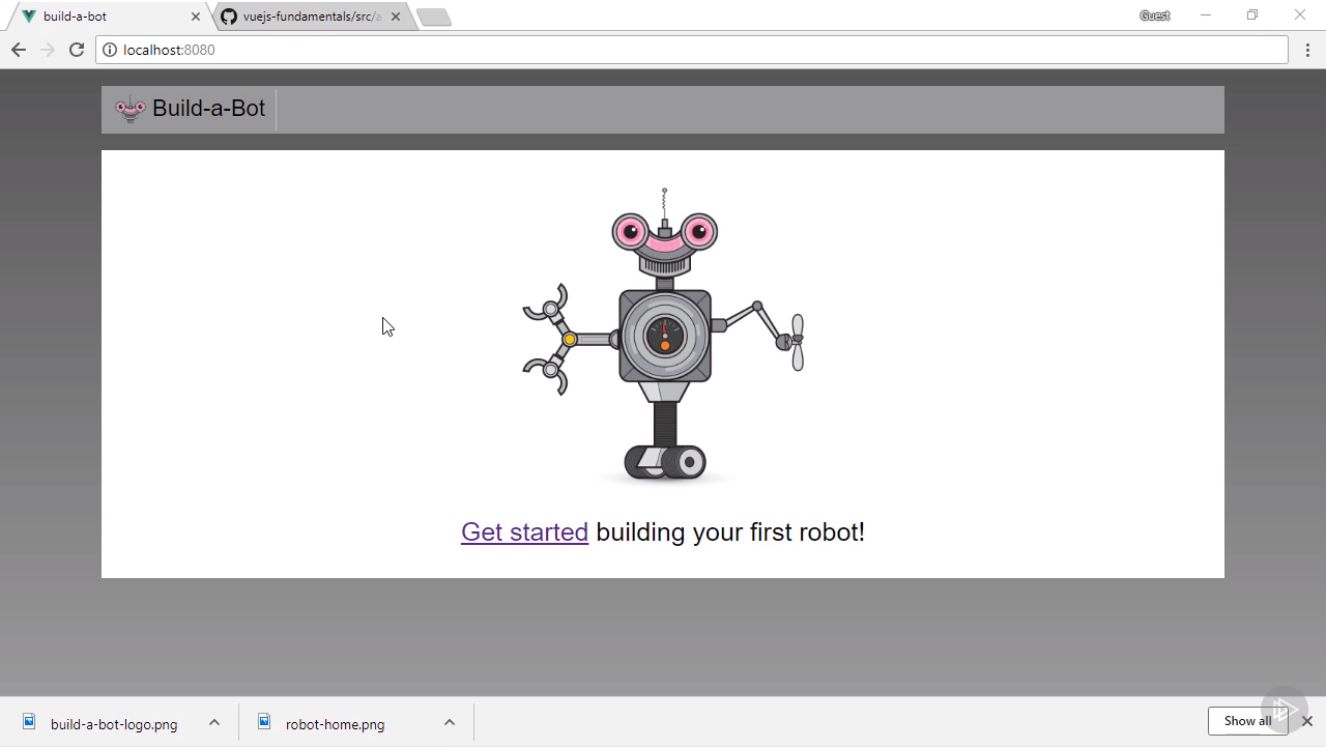 build-a-bot
vuejs-fundamentals/src/a
Guest
localhost:8080
Build-a-Bot
Get started building your first robot!
build-a-bot-logo.png
robot-home.png
Show all